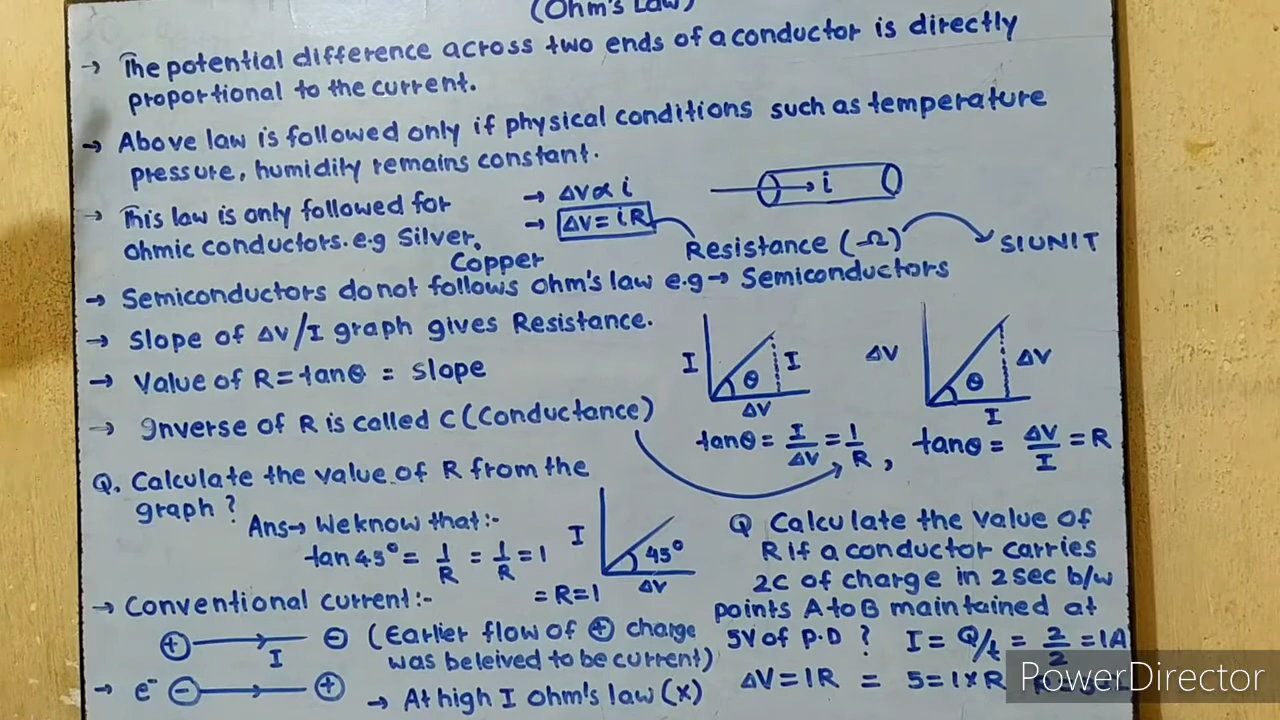 (Ohm's Law)
→ The potential difference across two ends of a conductor is directly
proportional to the current.
→ Above law is followed only if physical conditions such as temperature
pressure, humidity remains constant.
→ This law is only followed for
ohmic conductors. e.g Silver,
Copper
→ ΔV ∝ i
→ ΔV = iR
i
Resistance (Ω)
SI UNIT
→ Semiconductors do not follows ohm's law e.g → Semiconductors
→ Slope of ΔV/I graph gives Resistance.
→ Value of R = tanθ = slope
→ Inverse of R is called C (Conductance)
I θ I
ΔV
tanθ = I/ΔV = 1/R,
ΔV θ ΔV
I
tanθ = ΔV/I = R
Q. Calculate the value of R from the
graph?
Ans → We know that:-
tan 45° = 1/R = 1/R = 1
= R = 1
I 45°
ΔV
→ Conventional current:-
⊕ → ⊖ (Earlier flow of ⊕ charge
I was beleived to be current)
→ e⁻ ⊖ → ⊕
→ At high I ohm's law (x)
Q Calculate the value of
R if a conductor carries
2C of charge in 2 sec b/w
points A to B maintained at
5V of P.D? I = Q/t = 2/2 = 1A
ΔV = IR = 5 = 1 x R
PowerDirector